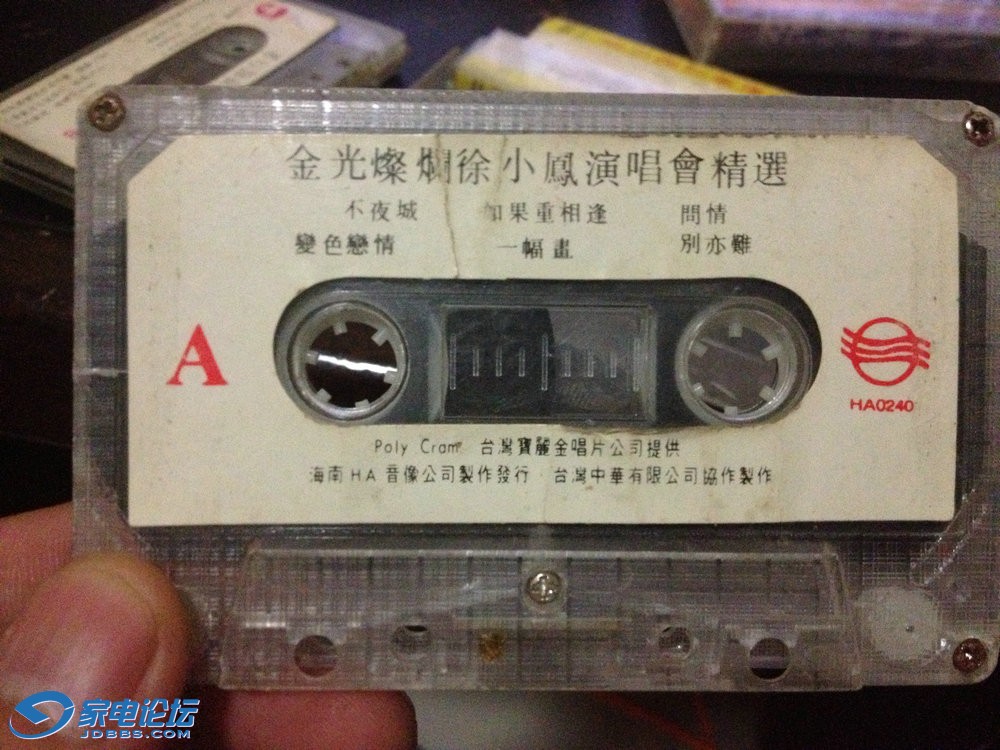 金光燦爛徐小鳳演唱會精選
不夜城 如果重相逢 問情
變色戀情 一幅畫 別亦難
A
HA0240
Poly Cram 台灣寶麗金唱片公司提供
海南HA音像公司製作發行·台灣中華有限公司協作製作
家电论坛
JDBBS.COM